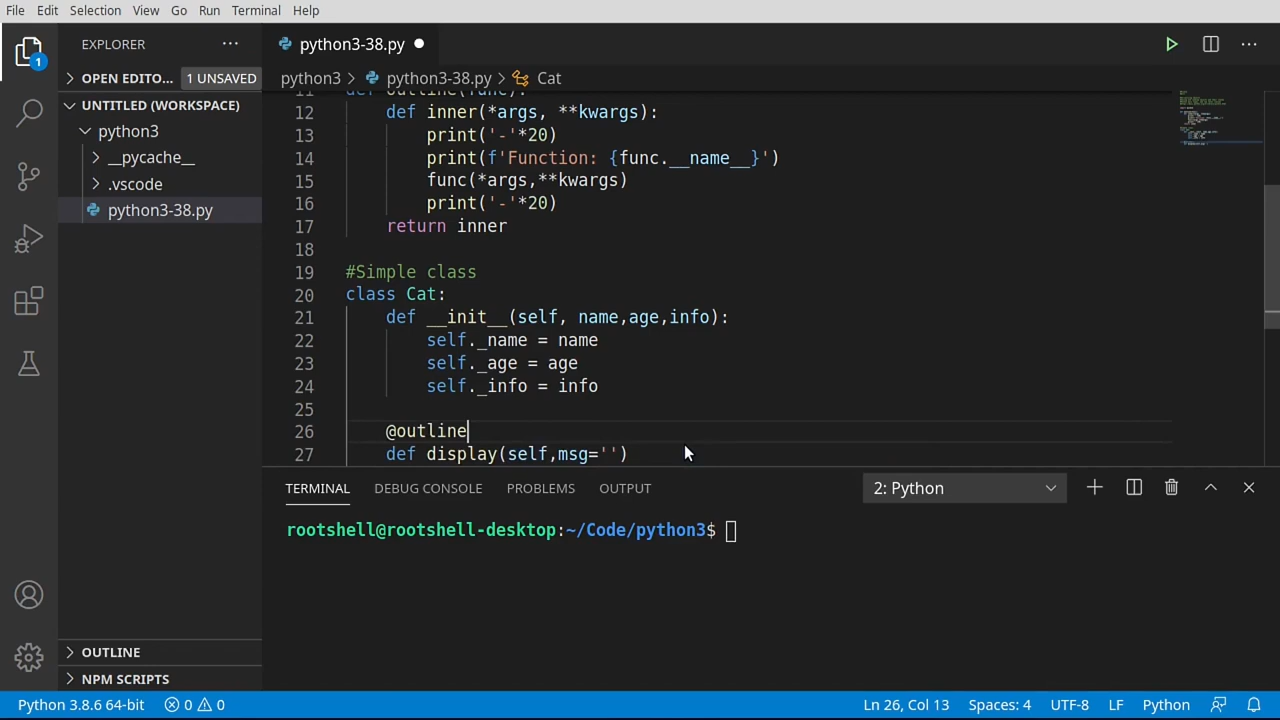 File Edit Selection View Go Run Terminal Help
EXPLORER
python3-38.py
OPEN EDITO... 1 UNSAVED
python3 > python3-38.py > Cat
UNTITLED (WORKSPACE)
python3
__pycache__
.vscode
python3-38.py
11 def outline(func):
12 def inner(*args, **kwargs):
13 print('-'*20)
14 print(f'Function: {func.__name__}')
15 func(*args,**kwargs)
16 print('-'*20)
17 return inner
18
19 #Simple class
20 class Cat:
21 def __init__(self, name,age,info):
22 self._name = name
23 self._age = age
24 self._info = info
25
26 @outline
27 def display(self,msg='')
TERMINAL DEBUG CONSOLE PROBLEMS OUTPUT 2: Python
rootshell@rootshell-desktop:~/Code/python3$
1
OUTLINE
NPM SCRIPTS
Python 3.8.6 64-bit 0 0 Ln 26, Col 13 Spaces: 4 UTF-8 LF Python